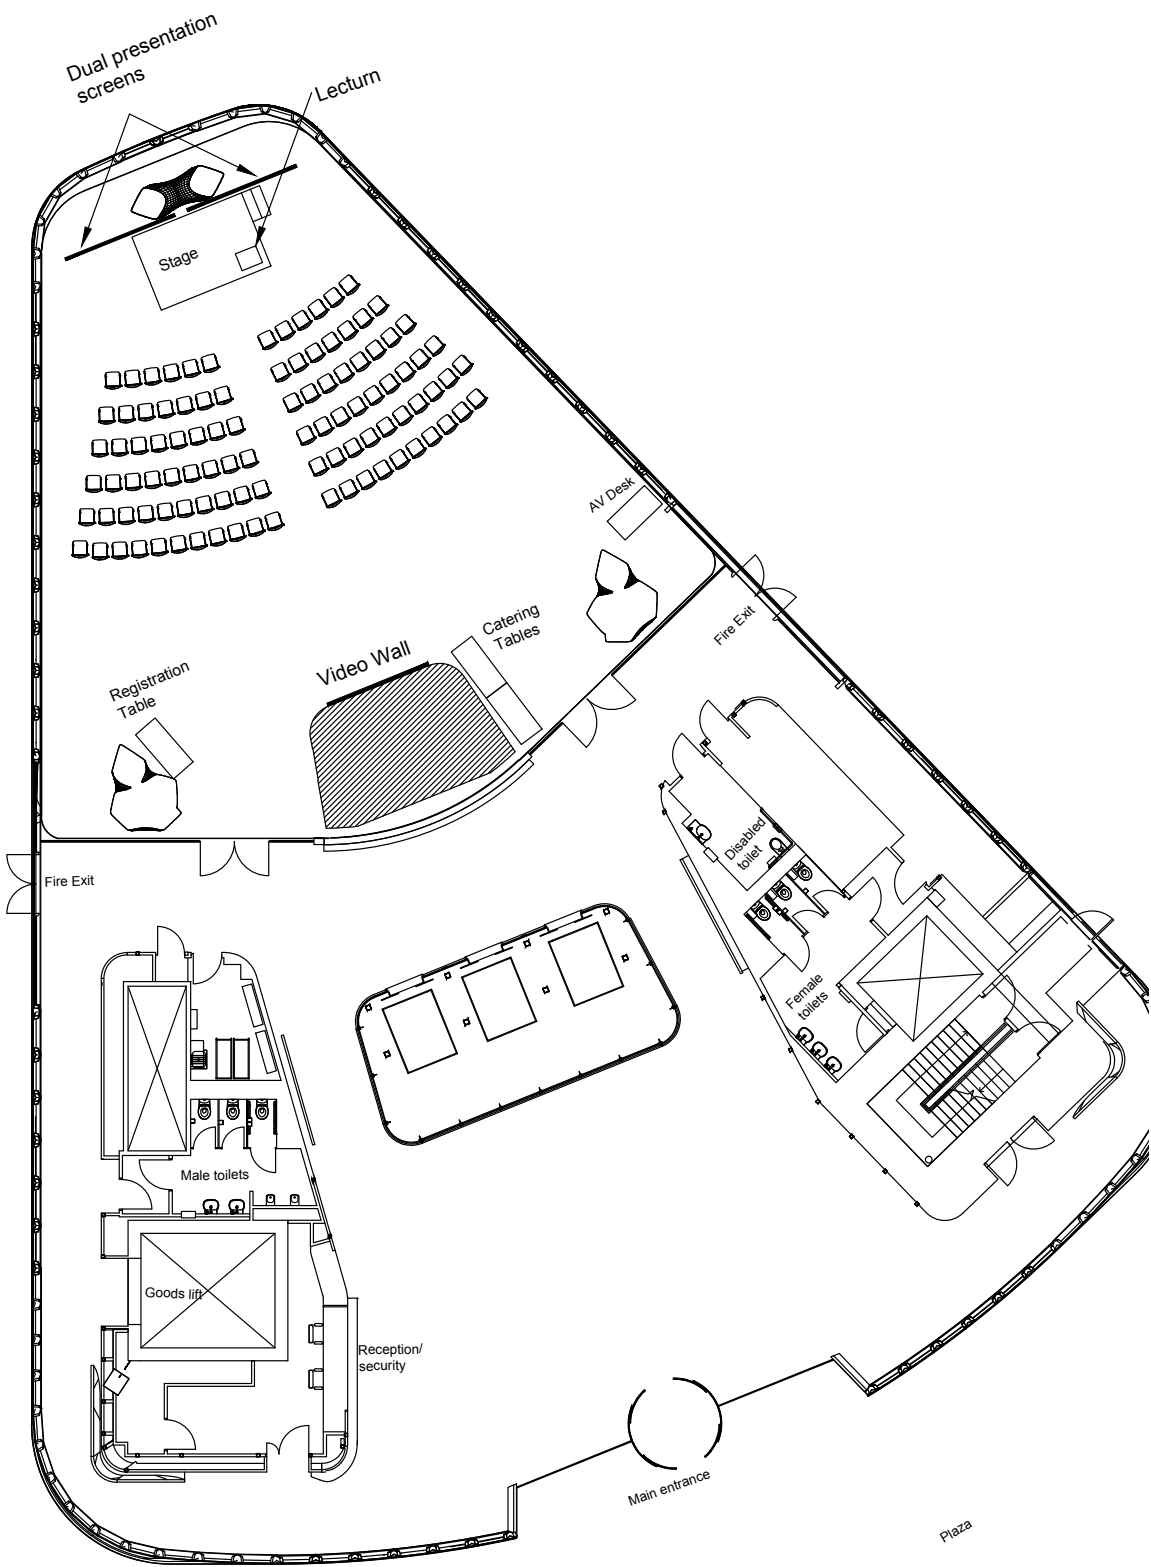 Dual presentation
screens
Lecturn
Stage
AV Desk
Catering
Tables
Fire Exit
Video Wall
Registration
Table
Disabled
toilet
Fire Exit
Female
toilets
Male toilets
Goods lift
Reception/
security
Main entrance
Plaza